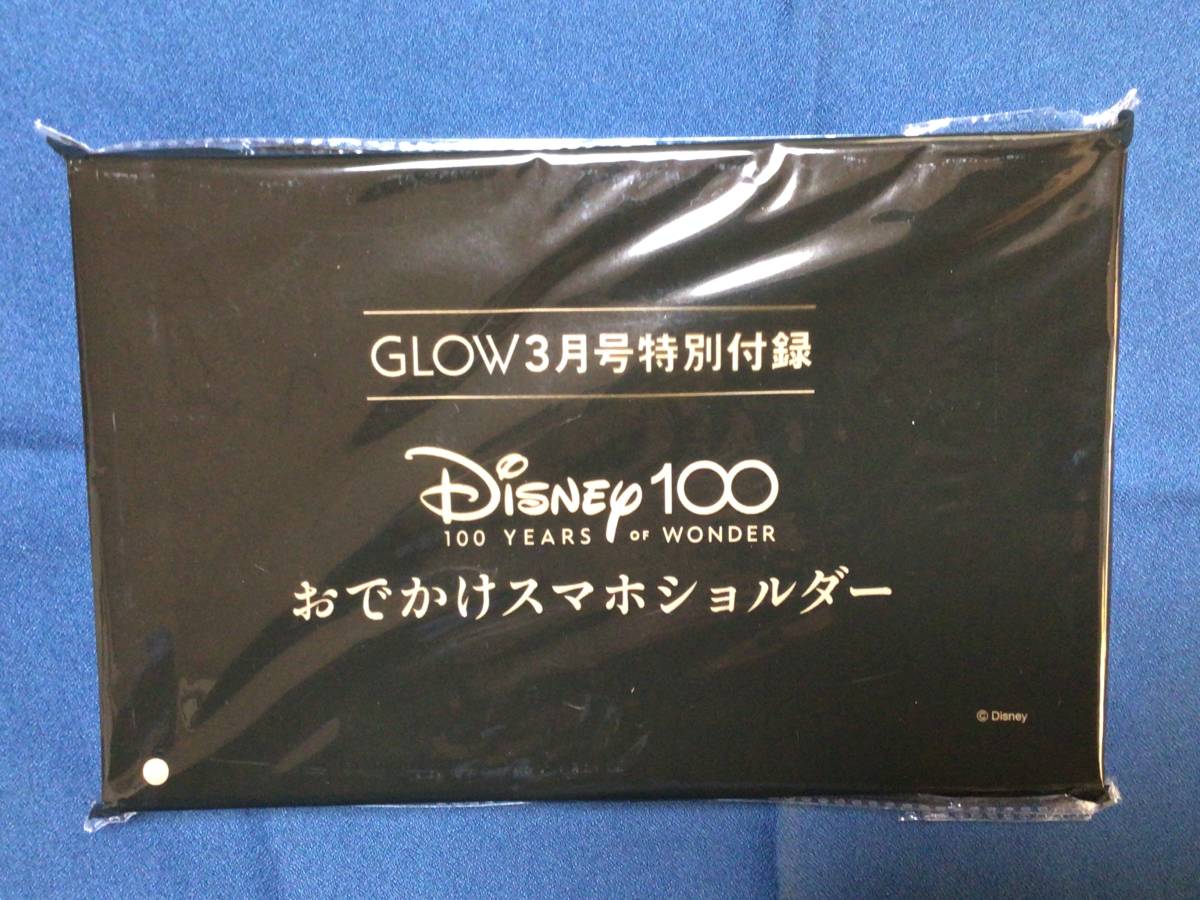 GLOW3月号特別付録
Disney100
100 YEARS OF WONDER
おでかけスマホショルダー
© Disney